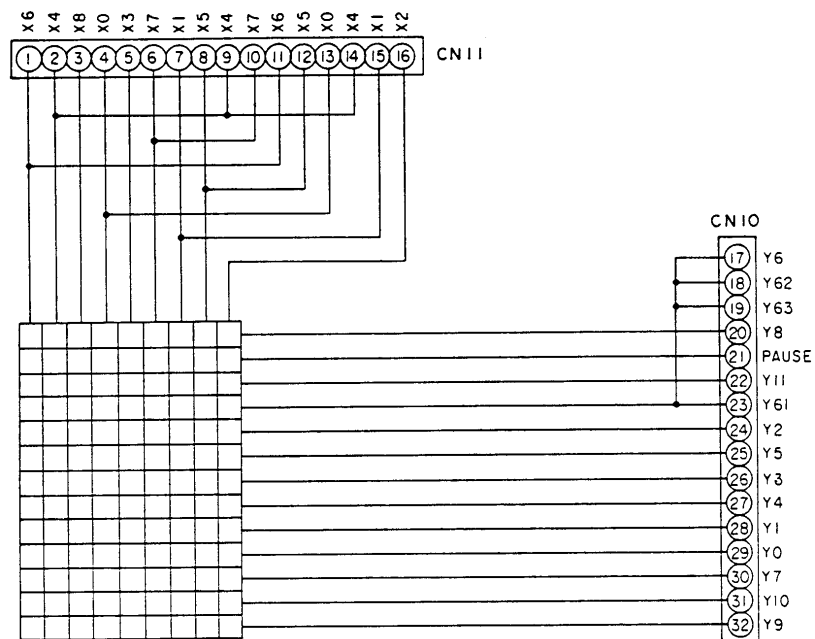 X6 X4 X8 X0 X3 X7 X1 X5 X4 X7 X6 X5 X0 X4 X1 X2
1 2 3 4 5 6 7 8 9 10 11 12 13 14 15 16 CN11
CN10
17 Y6
18 Y62
19 Y63
20 Y8
21 PAUSE
22 Y11
23 Y61
24 Y2
25 Y5
26 Y3
27 Y4
28 Y1
29 Y0
30 Y7
31 Y10
32 Y9